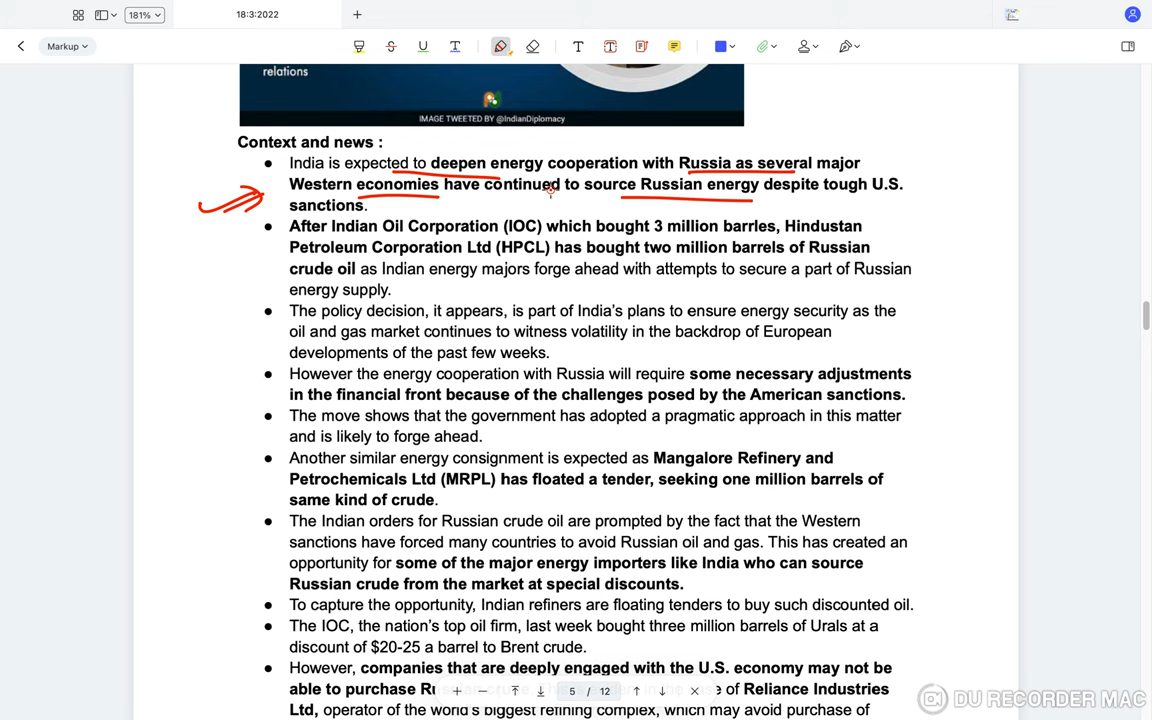 181%
18:3:2022
Markup
relations
IMAGE TWEETED BY @IndianDiplomacy
Context and news :
● India is expected to deepen energy cooperation with Russia as several major
Western economies have continued to source Russian energy despite tough U.S.
sanctions.
● After Indian Oil Corporation (IOC) which bought 3 million barrles, Hindustan
Petroleum Corporation Ltd (HPCL) has bought two million barrels of Russian
crude oil as Indian energy majors forge ahead with attempts to secure a part of Russian
energy supply.
● The policy decision, it appears, is part of India's plans to ensure energy security as the
oil and gas market continues to witness volatility in the backdrop of European
developments of the past few weeks.
● However the energy cooperation with Russia will require some necessary adjustments
in the financial front because of the challenges posed by the American sanctions.
● The move shows that the government has adopted a pragmatic approach in this matter
and is likely to forge ahead.
● Another similar energy consignment is expected as Mangalore Refinery and
Petrochemicals Ltd (MRPL) has floated a tender, seeking one million barrels of
same kind of crude.
● The Indian orders for Russian crude oil are prompted by the fact that the Western
sanctions have forced many countries to avoid Russian oil and gas. This has created an
opportunity for some of the major energy importers like India who can source
Russian crude from the market at special discounts.
● To capture the opportunity, Indian refiners are floating tenders to buy such discounted oil.
● The IOC, the nation's top oil firm, last week bought three million barrels of Urals at a
discount of $20-25 a barrel to Brent crude.
● However, companies that are deeply engaged with the U.S. economy may not be
able to purchase of Reliance Industries
Ltd, operator of the world's biggest refining complex, which may avoid purchase of
5 / 12
DU RECORDER MAC